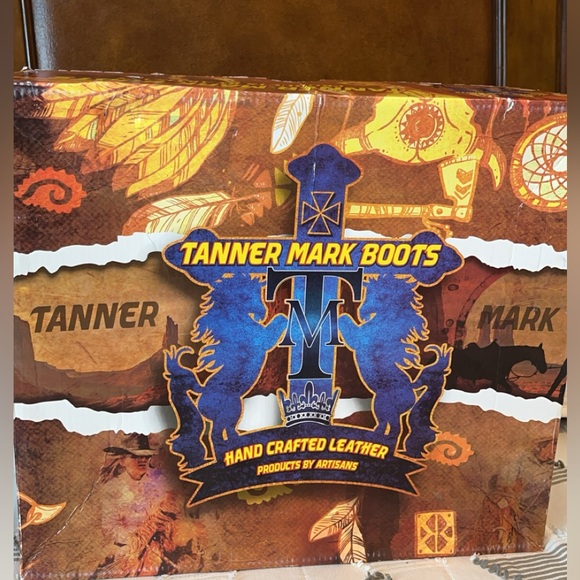 TANNER MARK BOOTS
TM
TANNER MARK
HAND CRAFTED LEATHER
PRODUCTS BY ARTISANS